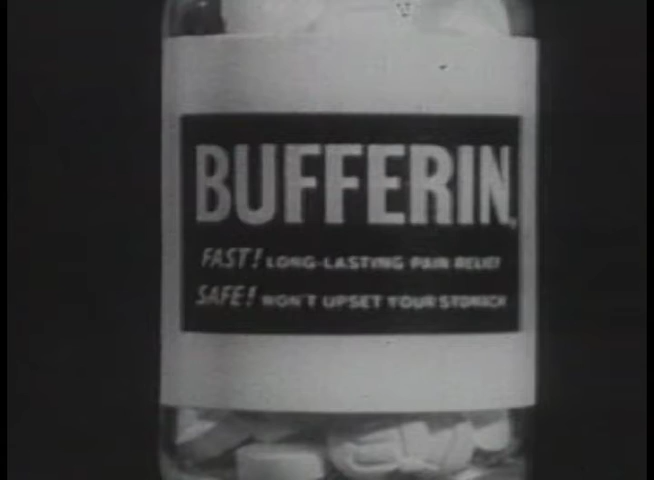 BUFFERIN®
FAST! LONG-LASTING PAIN RELIEF
SAFE! WON'T UPSET YOUR STOMACH